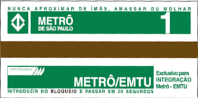 NUNCA APROXIMAR DE ÍMÃS, AMASSAR OU MOLHAR
METRÔ
DE SÃO PAULO
1
METRÔ/EMTU
Exclusivo para
INTEGRAÇÃO
Metrô - EMTU
INTRODUZIR NO BLOQUEIO E PASSAR EM 20 SEGUNDOS